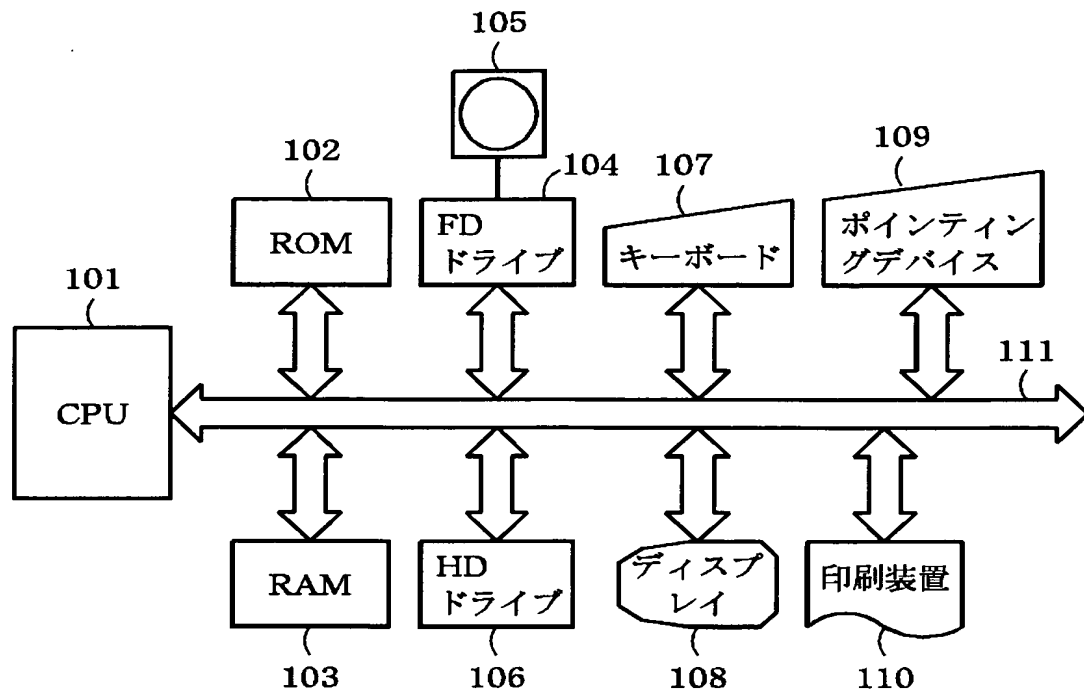 105
102
104
107
109
ROM
FD
ドライブ
キーボード
ポインティン
グデバイス
101
CPU
111
RAM
HD
ドライブ
ディスプ
レイ
印刷装置
103
106
108
110